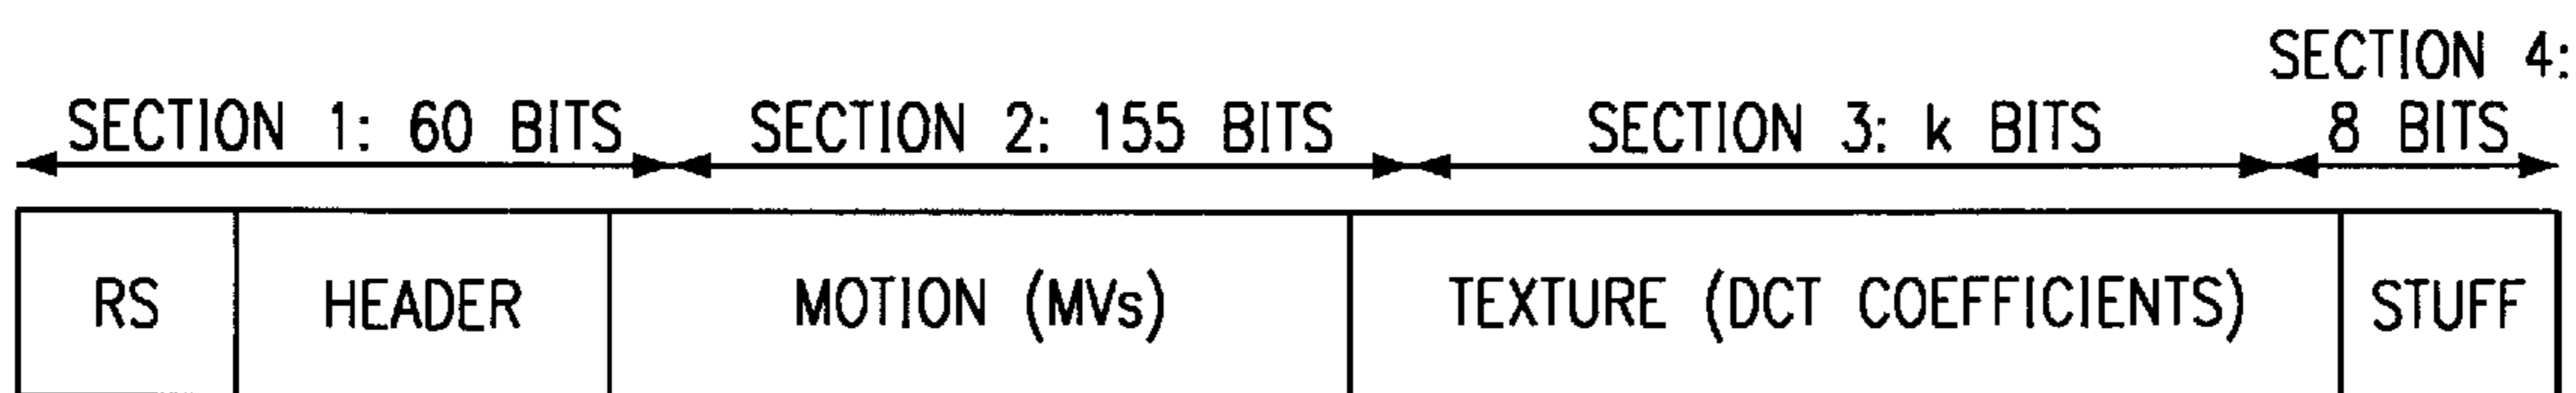 SECTION 1: 60 BITS
SECTION 2: 155 BITS
SECTION 3: k BITS
SECTION 4:
8 BITS
RS
HEADER
MOTION (MVs)
TEXTURE (DCT COEFFICIENTS)
STUFF